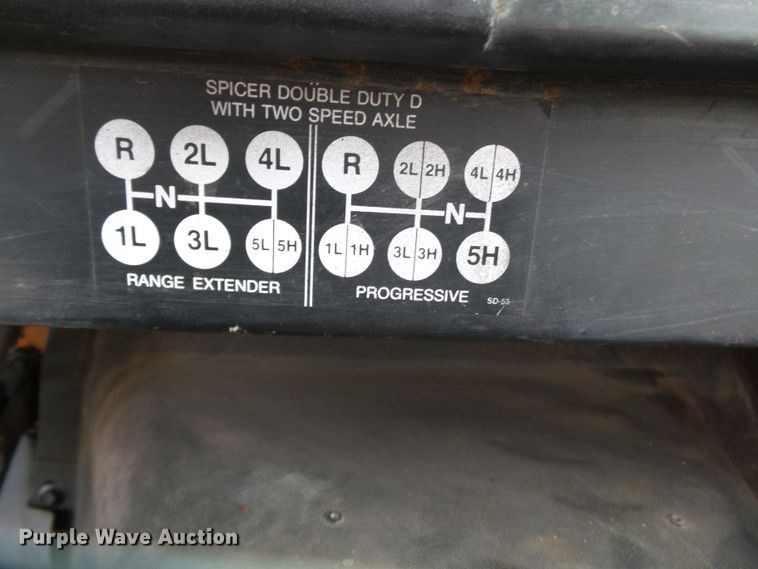 SPICER DOUBLE DUTY D
WITH TWO SPEED AXLE
R 2L 4L
N
1L 3L 5L 5H
RANGE EXTENDER
R 2L 2H 4L 4H
N
1L 1H 3L 3H 5H
PROGRESSIVE
SD-53
Purple Wave Auction